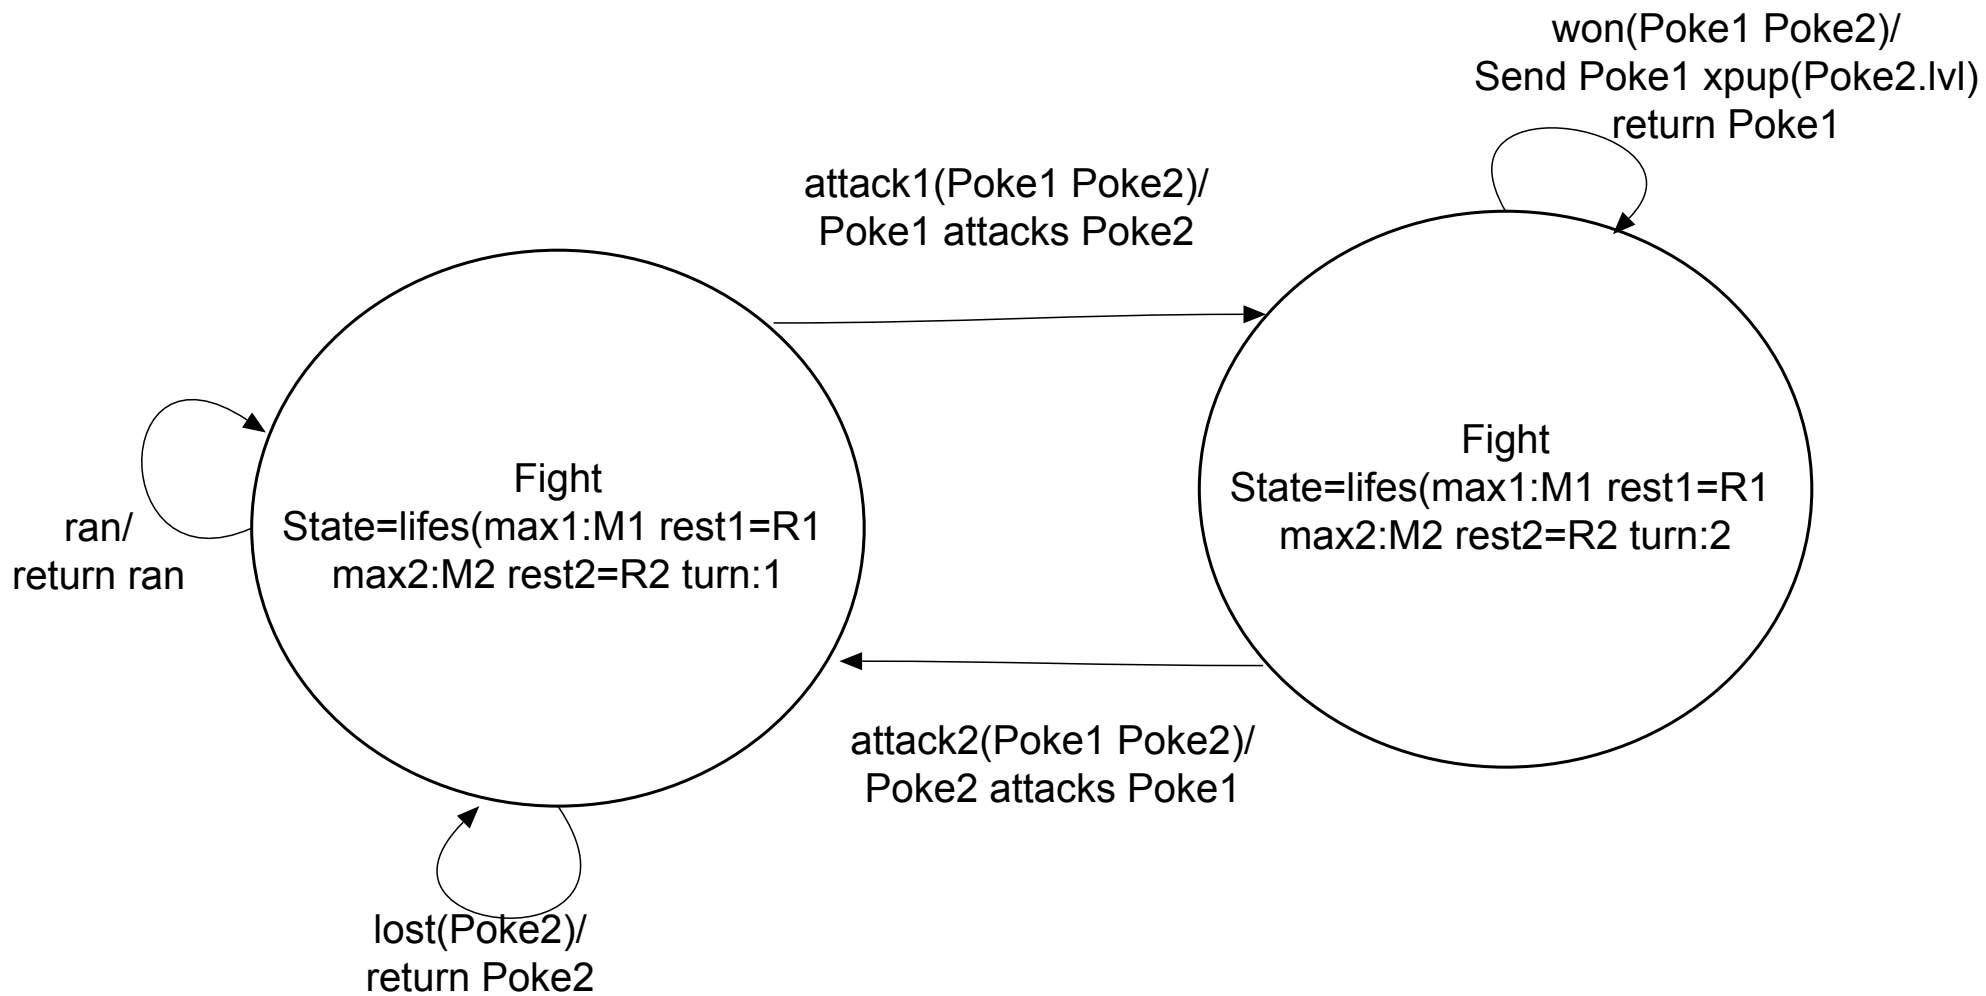 won(Poke1 Poke2)/
Send Poke1 xpup(Poke2.lvl)
return Poke1
attack1(Poke1 Poke2)/
Poke1 attacks Poke2
Fight
State=lifes(max1:M1 rest1=R1
max2:M2 rest2=R2 turn:1
Fight
State=lifes(max1:M1 rest1=R1
max2:M2 rest2=R2 turn:2
ran/
return ran
attack2(Poke1 Poke2)/
Poke2 attacks Poke1
lost(Poke2)/
return Poke2